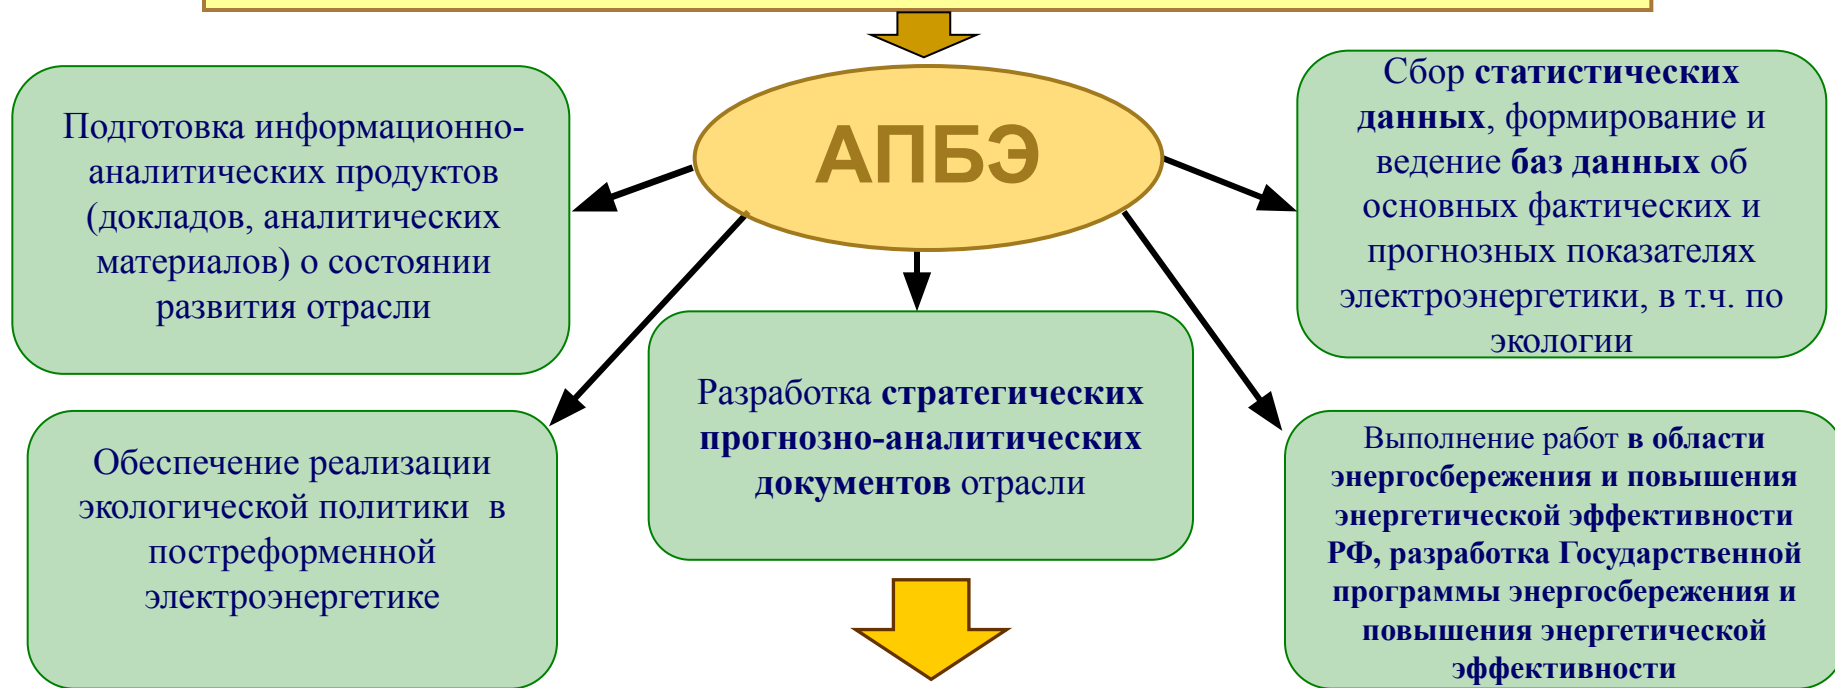 АПБЭ
Подготовка информационно-
аналитических продуктов
(докладов, аналитических
материалов) о состоянии
развития отрасли
Сбор статистических
данных, формирование и
ведение баз данных об
основных фактических и
прогнозных показателях
электроэнергетики, в т.ч. по
экологии
Обеспечение реализации
экологической политики  в
постреформенной
электроэнергетике
Разработка стратегических
прогнозно-аналитических
документов отрасли
Выполнение работ в области
энергосбережения и повышения
энергетической эффективности
РФ, разработка Государственной
программы энергосбережения и
повышения энергетической
эффективности